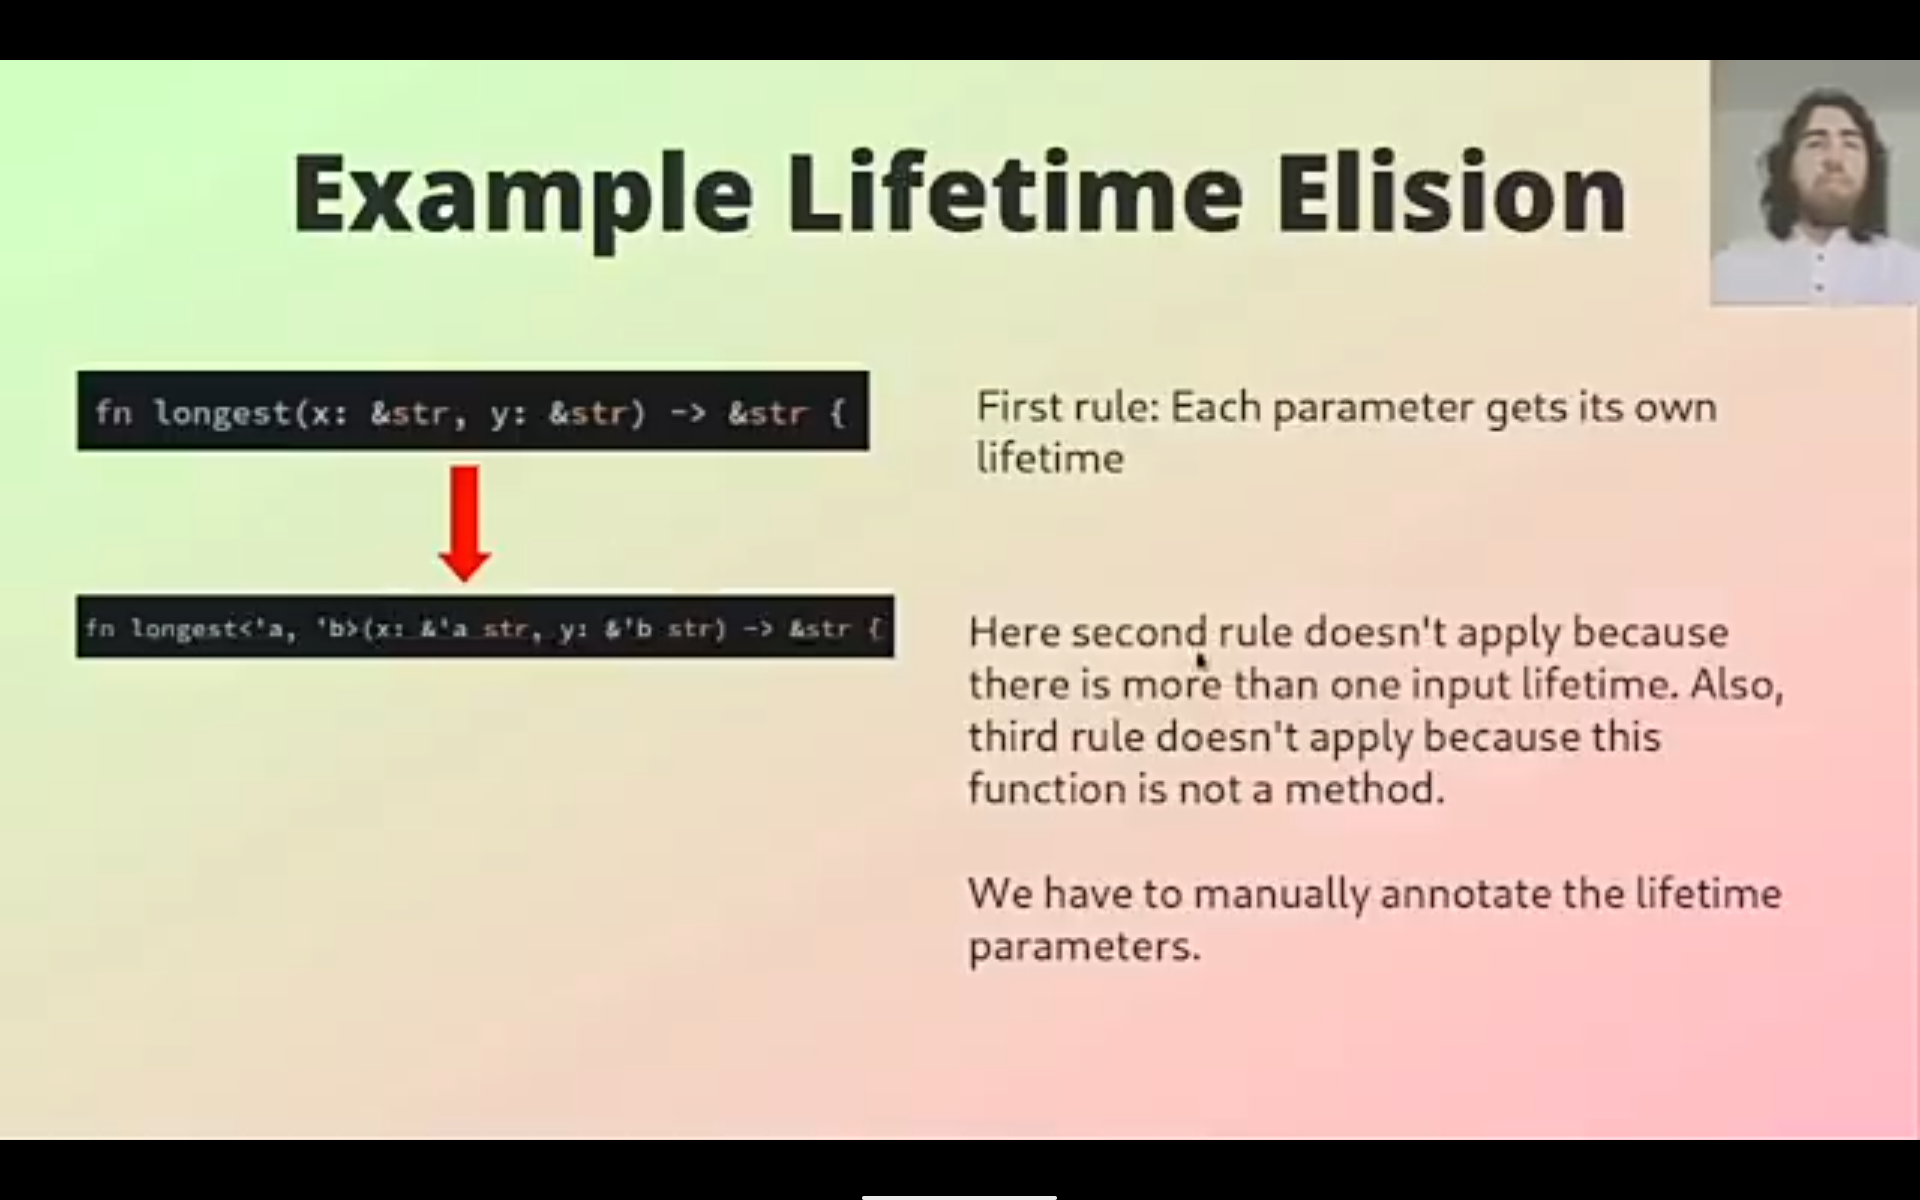 Example Lifetime Elision
fn longest(x: &str, y: &str) -> &str {
First rule: Each parameter gets its own
lifetime
fn longest<'a, 'b>(x: &'a str, y: &'b str) -> &str {
Here second rule doesn't apply because
there is more than one input lifetime. Also,
third rule doesn't apply because this
function is not a method.
We have to manually annotate the lifetime
parameters.